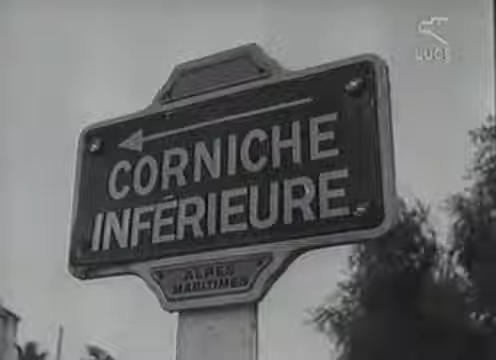 LUCE
CORNICHE
INFÉRIEURE
ALPES
MARITIMES